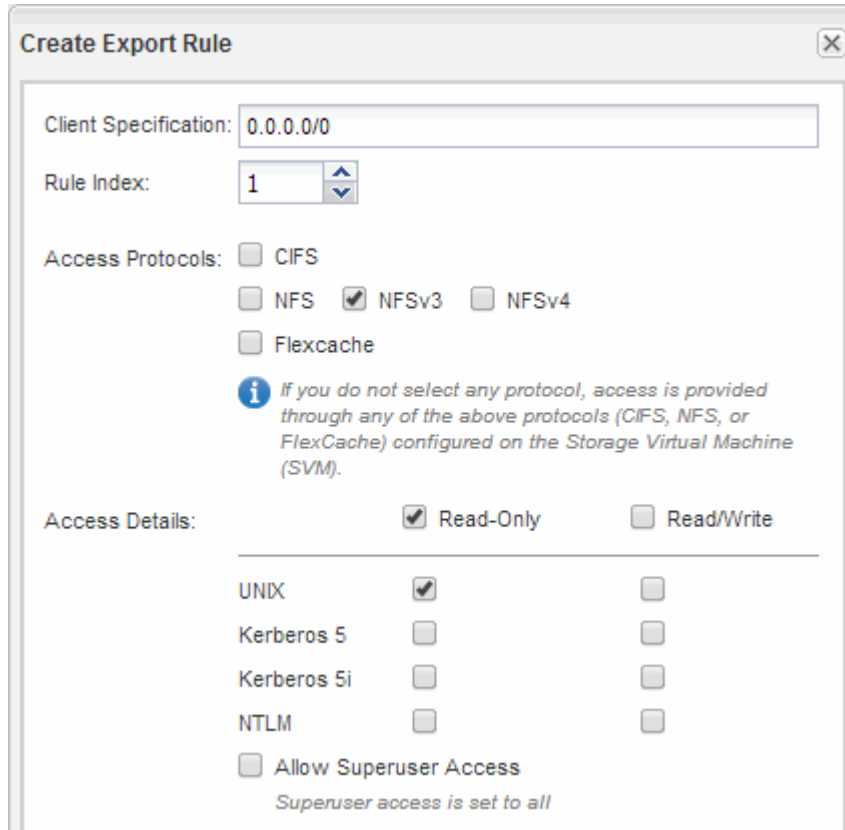 Create Export Rule
Client Specification: 0.0.0.0/0
Rule Index: 1
Access Protocols: CIFS
NFS NFSv3 NFSv4
Flexcache
If you do not select any protocol, access is provided
through any of the above protocols (CIFS, NFS, or
FlexCache) configured on the Storage Virtual Machine
(SVM).
Access Details: Read-Only Read/Write
UNIX
Kerberos 5
Kerberos 5i
NTLM
Allow Superuser Access
Superuser access is set to all